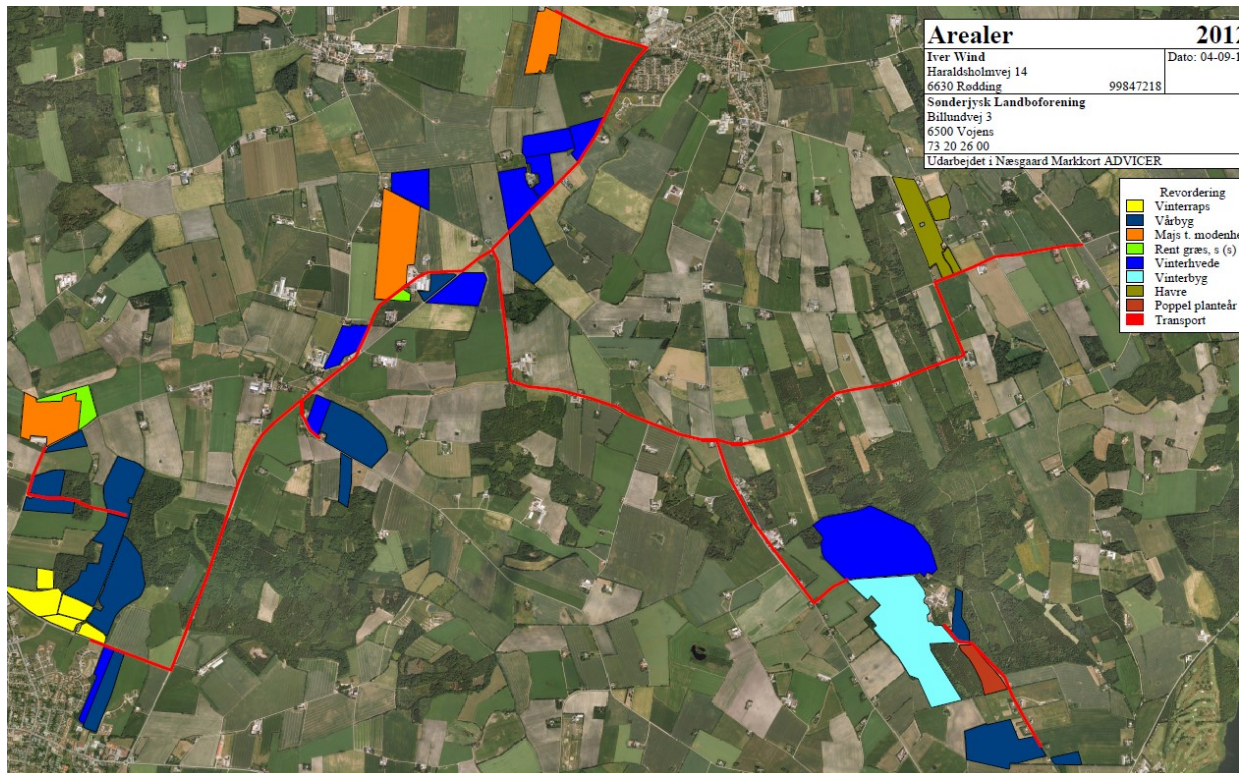 Arealer 2012
Iver Wind Dato: 04-09-1
Haraldsholmvej 14
6630 Rødding 99847218
Sønderjysk Landboforening
Billundvej 3
6500 Vojens
73 20 26 00
Udarbejdet i Næsgaard Markkort ADVICER
Revordering
Vinterraps
Vårbyg
Majs t. modenhe
Rent græs, s (s)
Vinterhvede
Vinterbyg
Havre
Poppel planteår
Transport